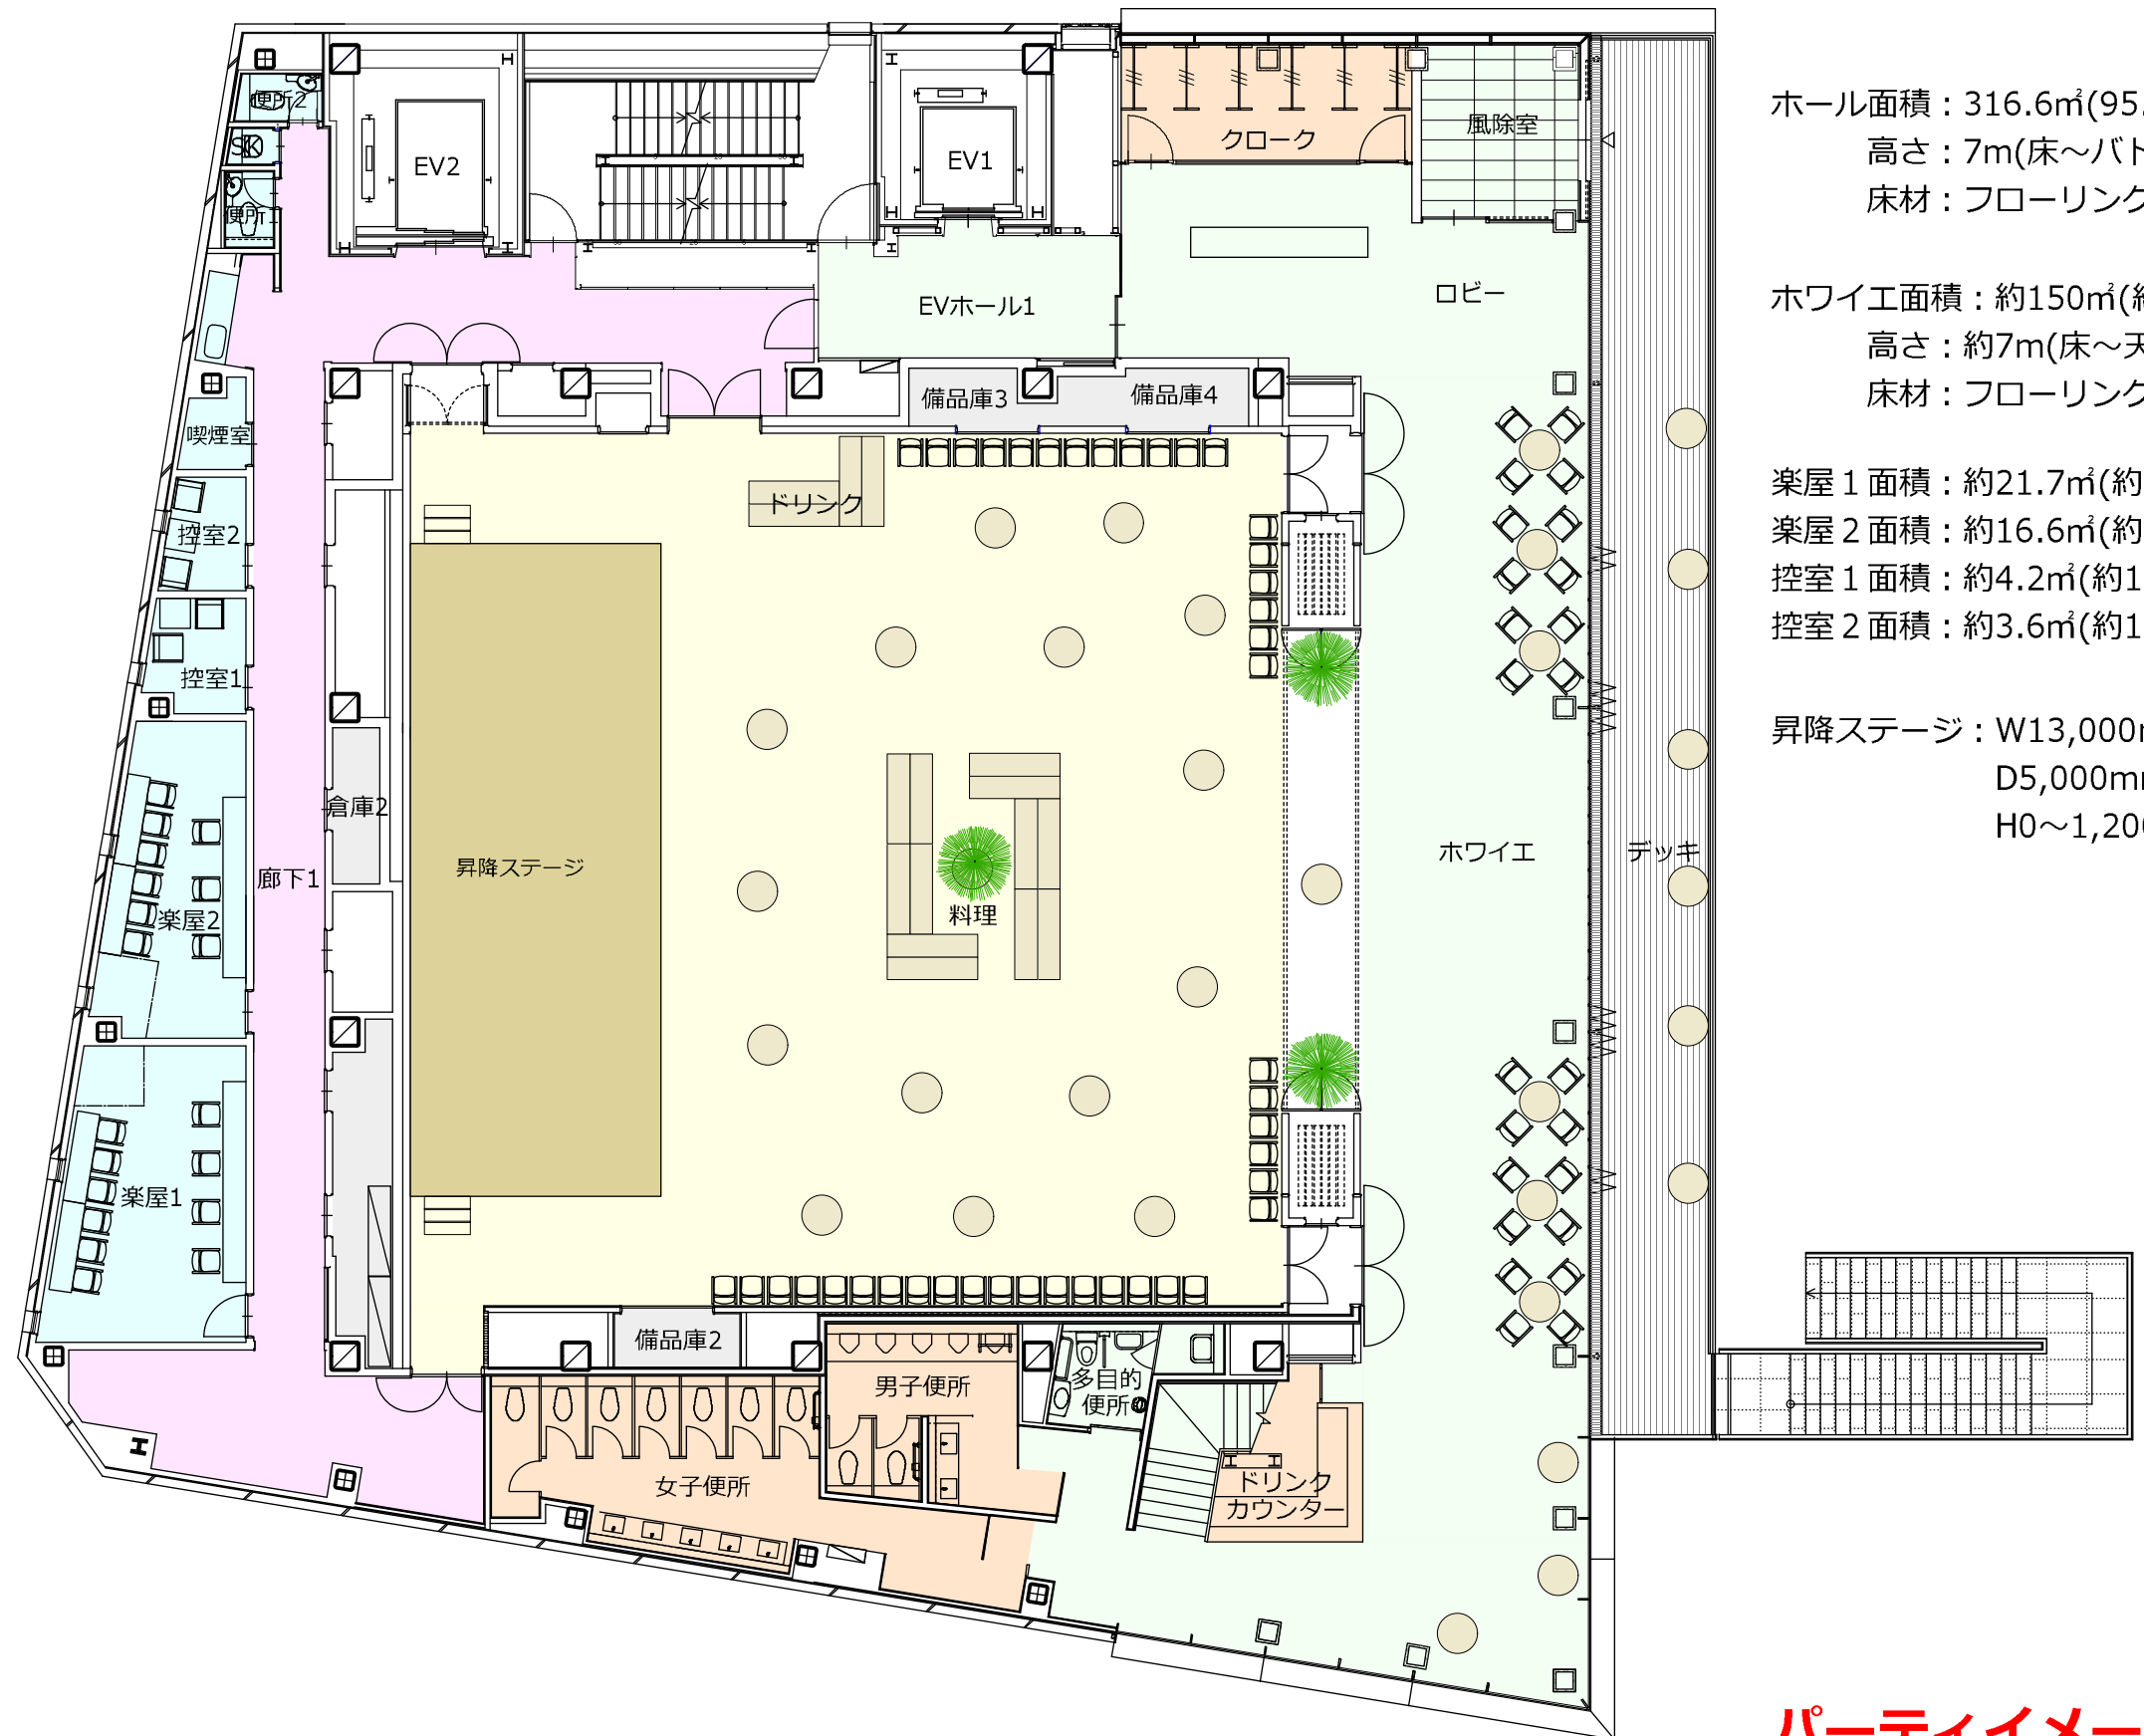 便所2
SK
便所1
EV2
EV1
クローク
風除室
EVホール1
ロビー
備品庫3
備品庫4
喫煙室
控室2
控室1
ドリンク
倉庫2
廊下1
昇降ステージ
料理
楽屋2
楽屋1
ホワイエ
デッキ
備品庫2
男子便所
多目的
便所
女子便所
ドリンク
カウンター
ホール面積：316.6㎡(95.
高さ：7m(床～バト
床材：フローリング
ホワイエ面積：約150㎡(約
高さ：約7m(床～天
床材：フローリング
楽屋１面積：約21.7㎡(約
楽屋２面積：約16.6㎡(約
控室１面積：約4.2㎡(約1
控室２面積：約3.6㎡(約1
昇降ステージ：W13,000m
D5,000mm
H0～1,200
パーティイメー